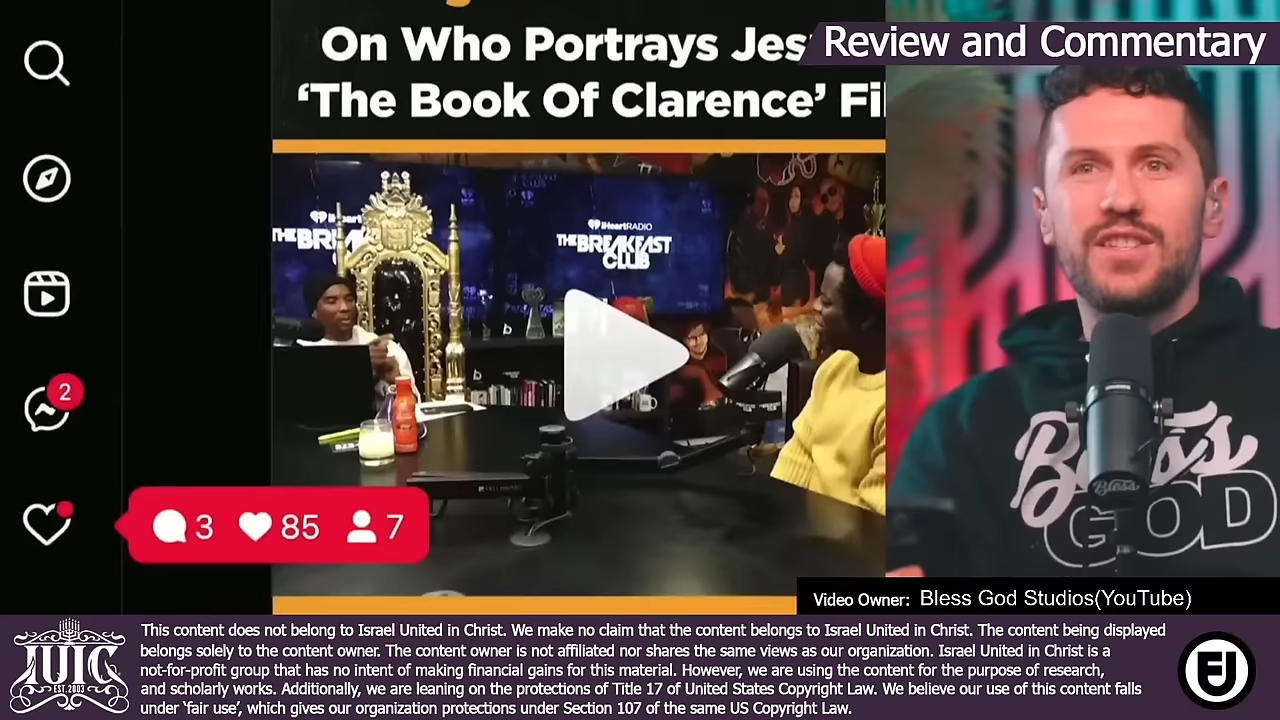 On Who Portrays Jes
‘The Book Of Clarence’ Fi
Review and Commentary
iHeartRADIO
THE BREAKFAST
CLUB
2
3 85 7
Bless
GOD
Bless
Video Owner: Bless God Studios(YouTube)
IUIC
EST.2003
This content does not belong to Israel United in Christ. We make no claim that the content belongs to Israel United in Christ. The content being displayed
belongs solely to the content owner. The content owner is not affiliated nor shares the same views as our organization. Israel United in Christ is a
not-for-profit group that has no intent of making financial gains for this material. However, we are using the content for the purpose of research,
and scholarly works. Additionally, we are leaning on the protections of Title 17 of United States Copyright Law. We believe our use of this content falls
under ‘fair use’, which gives our organization protections under Section 107 of the same US Copyright Law.